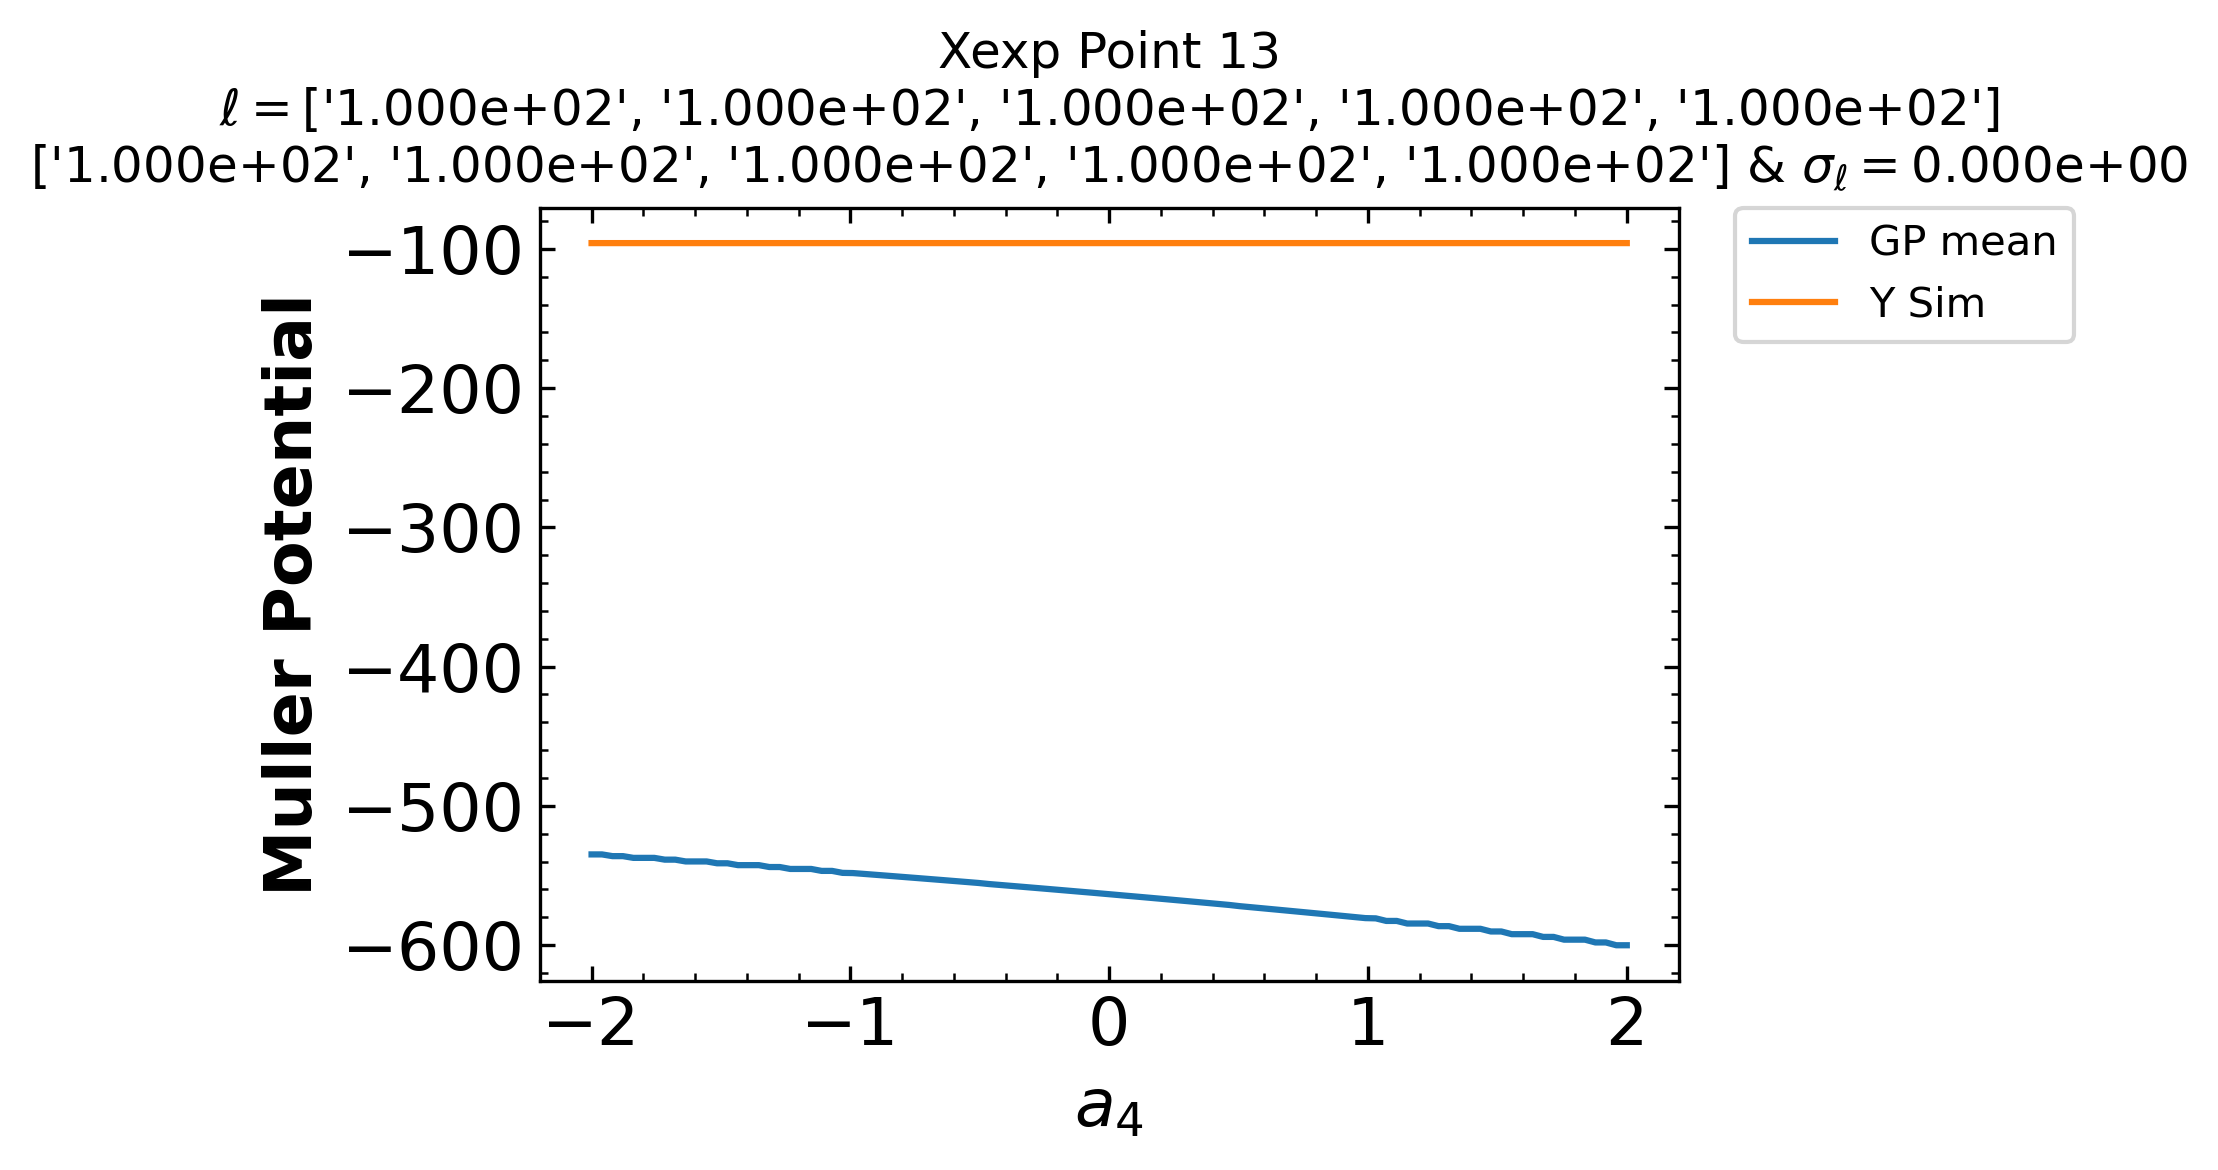 Xexp Point 13
ℓ = ['1.000e+02', '1.000e+02', '1.000e+02', '1.000e+02', '1.000e+02']
['1.000e+02', '1.000e+02', '1.000e+02', '1.000e+02', '1.000e+02'] & σ_ℓ = 0.000e+00
GP mean
Y Sim
Muller Potential
−100
−200
−300
−400
−500
−600
−2 −1 0 1 2
a₄